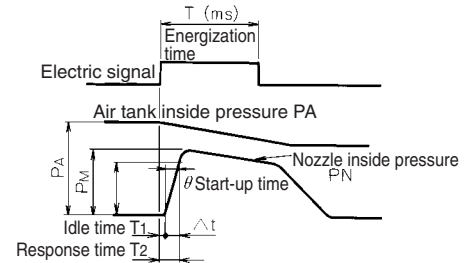 T (ms)
Energization
time
Electric signal
Air tank inside pressure PA
PA
PM
Nozzle inside pressure
PN
θ Start-up time
Idle time T1
Δt
Response time T2